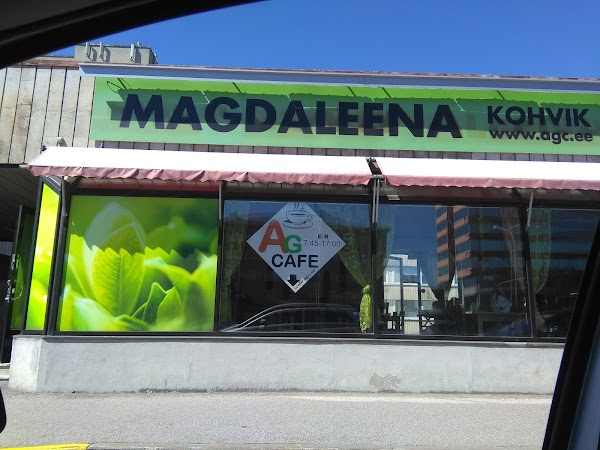 MAGDALEENA KOHVIK
www.agc.ee
AG
E-R
7:45-17:00
CAFE